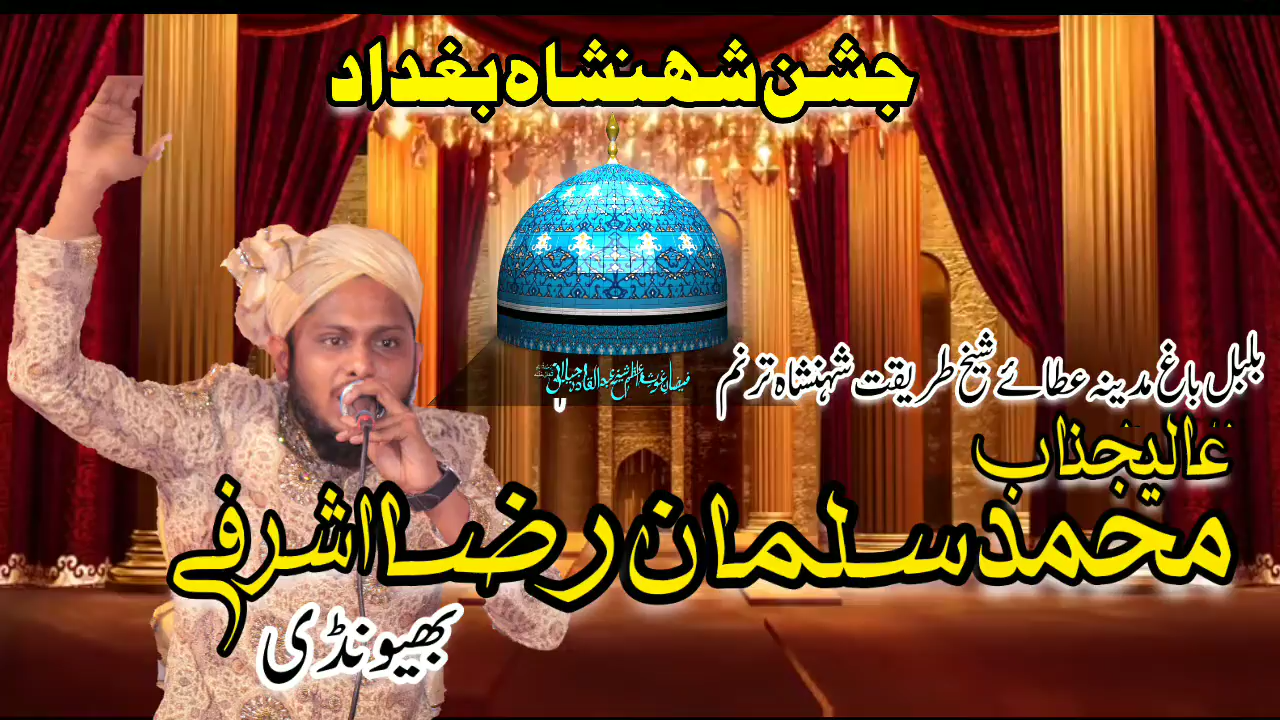 جشن شہنشاہ بغداد
بلبل باغ مدینہ عطائے شیخ طریقت شہنشاہ ترنم
عالیجناب
محمد سلمان رضا اشرفی
بھیونڈی